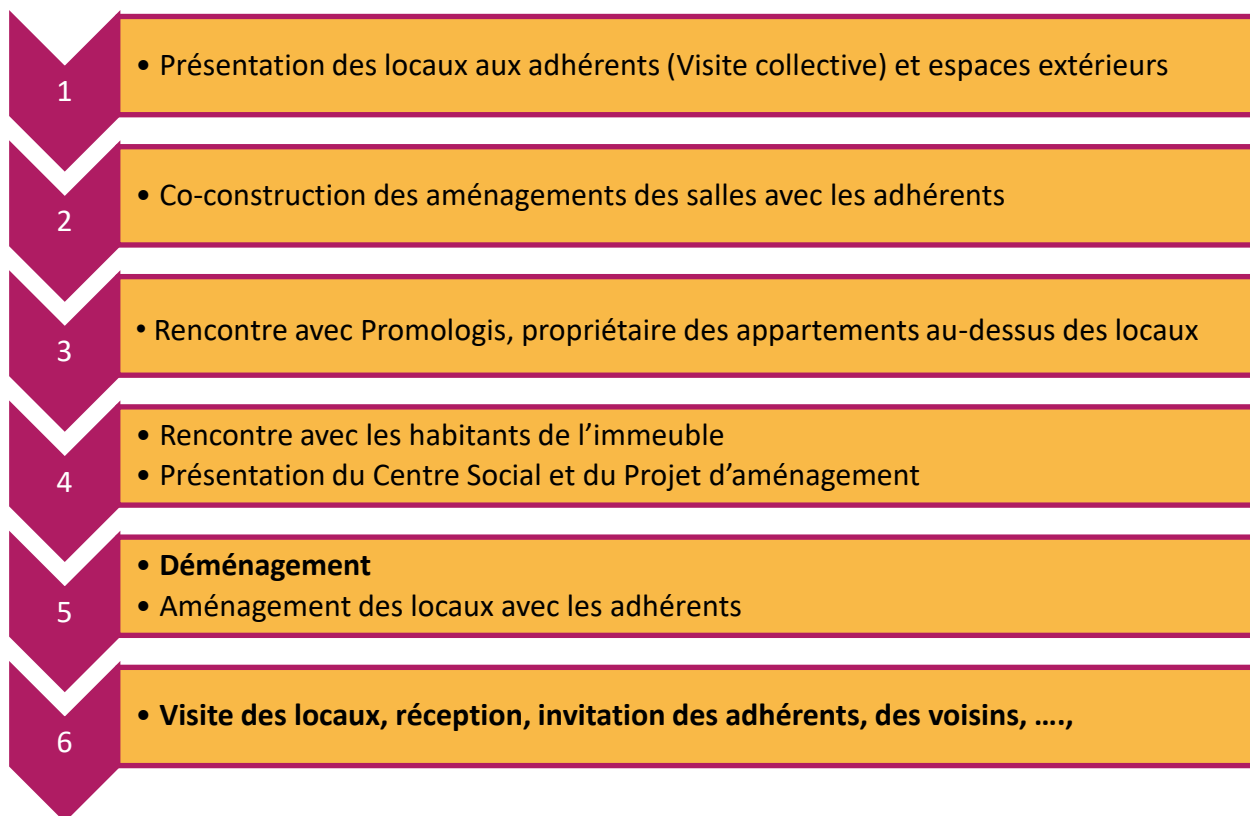 1
• Présentation des locaux aux adhérents (Visite collective) et espaces extérieurs
2
• Co-construction des aménagements des salles avec les adhérents
3
• Rencontre avec Promologis, propriétaire des appartements au-dessus des locaux
4
• Rencontre avec les habitants de l’immeuble
• Présentation du Centre Social et du Projet d’aménagement
5
• Déménagement
• Aménagement des locaux avec les adhérents
6
• Visite des locaux, réception, invitation des adhérents, des voisins, ....,